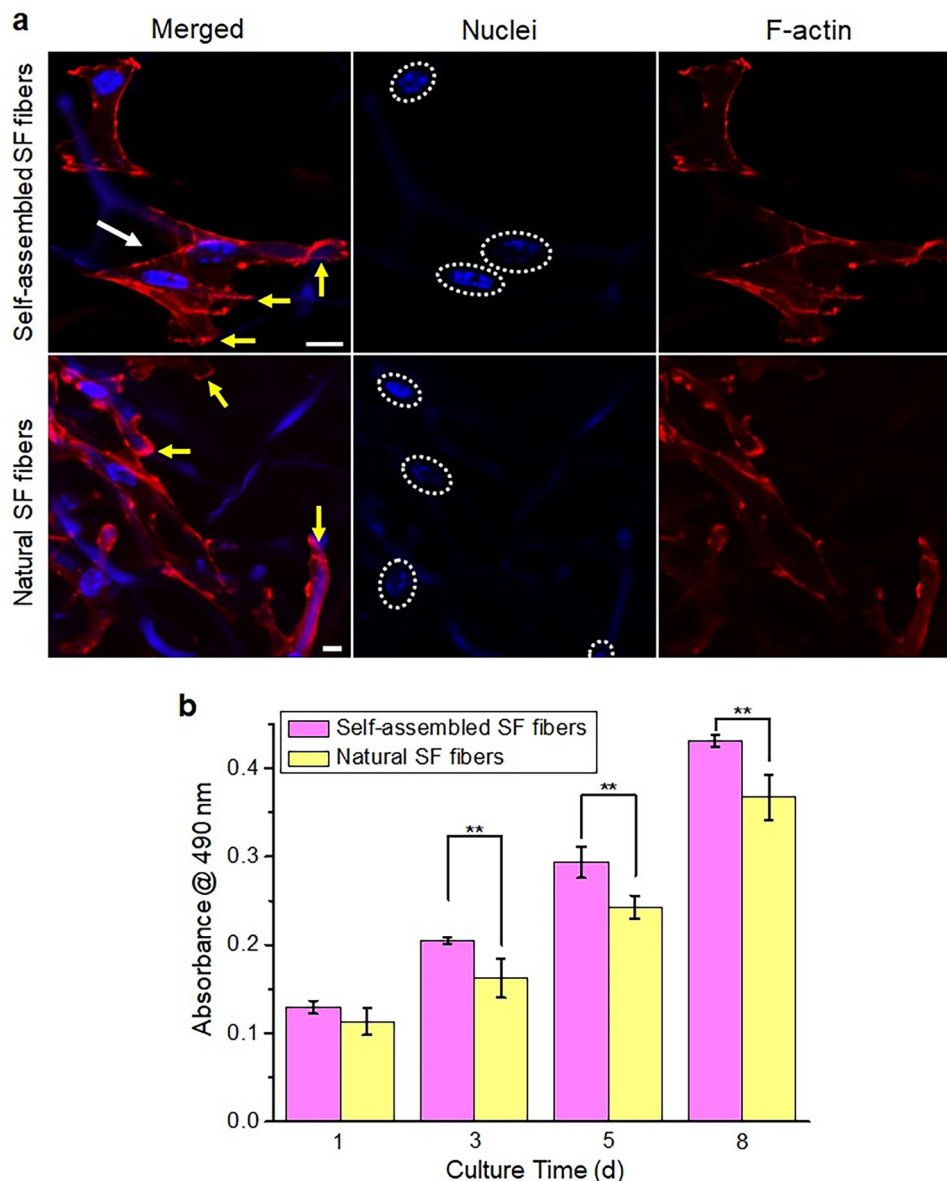 a
Merged Nuclei F-actin
Self-assembled SF fibers
Natural SF fibers
b
Self-assembled SF fibers
Natural SF fibers
**
**
**
Absorbance @ 490 nm
0.4
0.3
0.2
0.1
0.0
1 3 5 8
Culture Time (d)